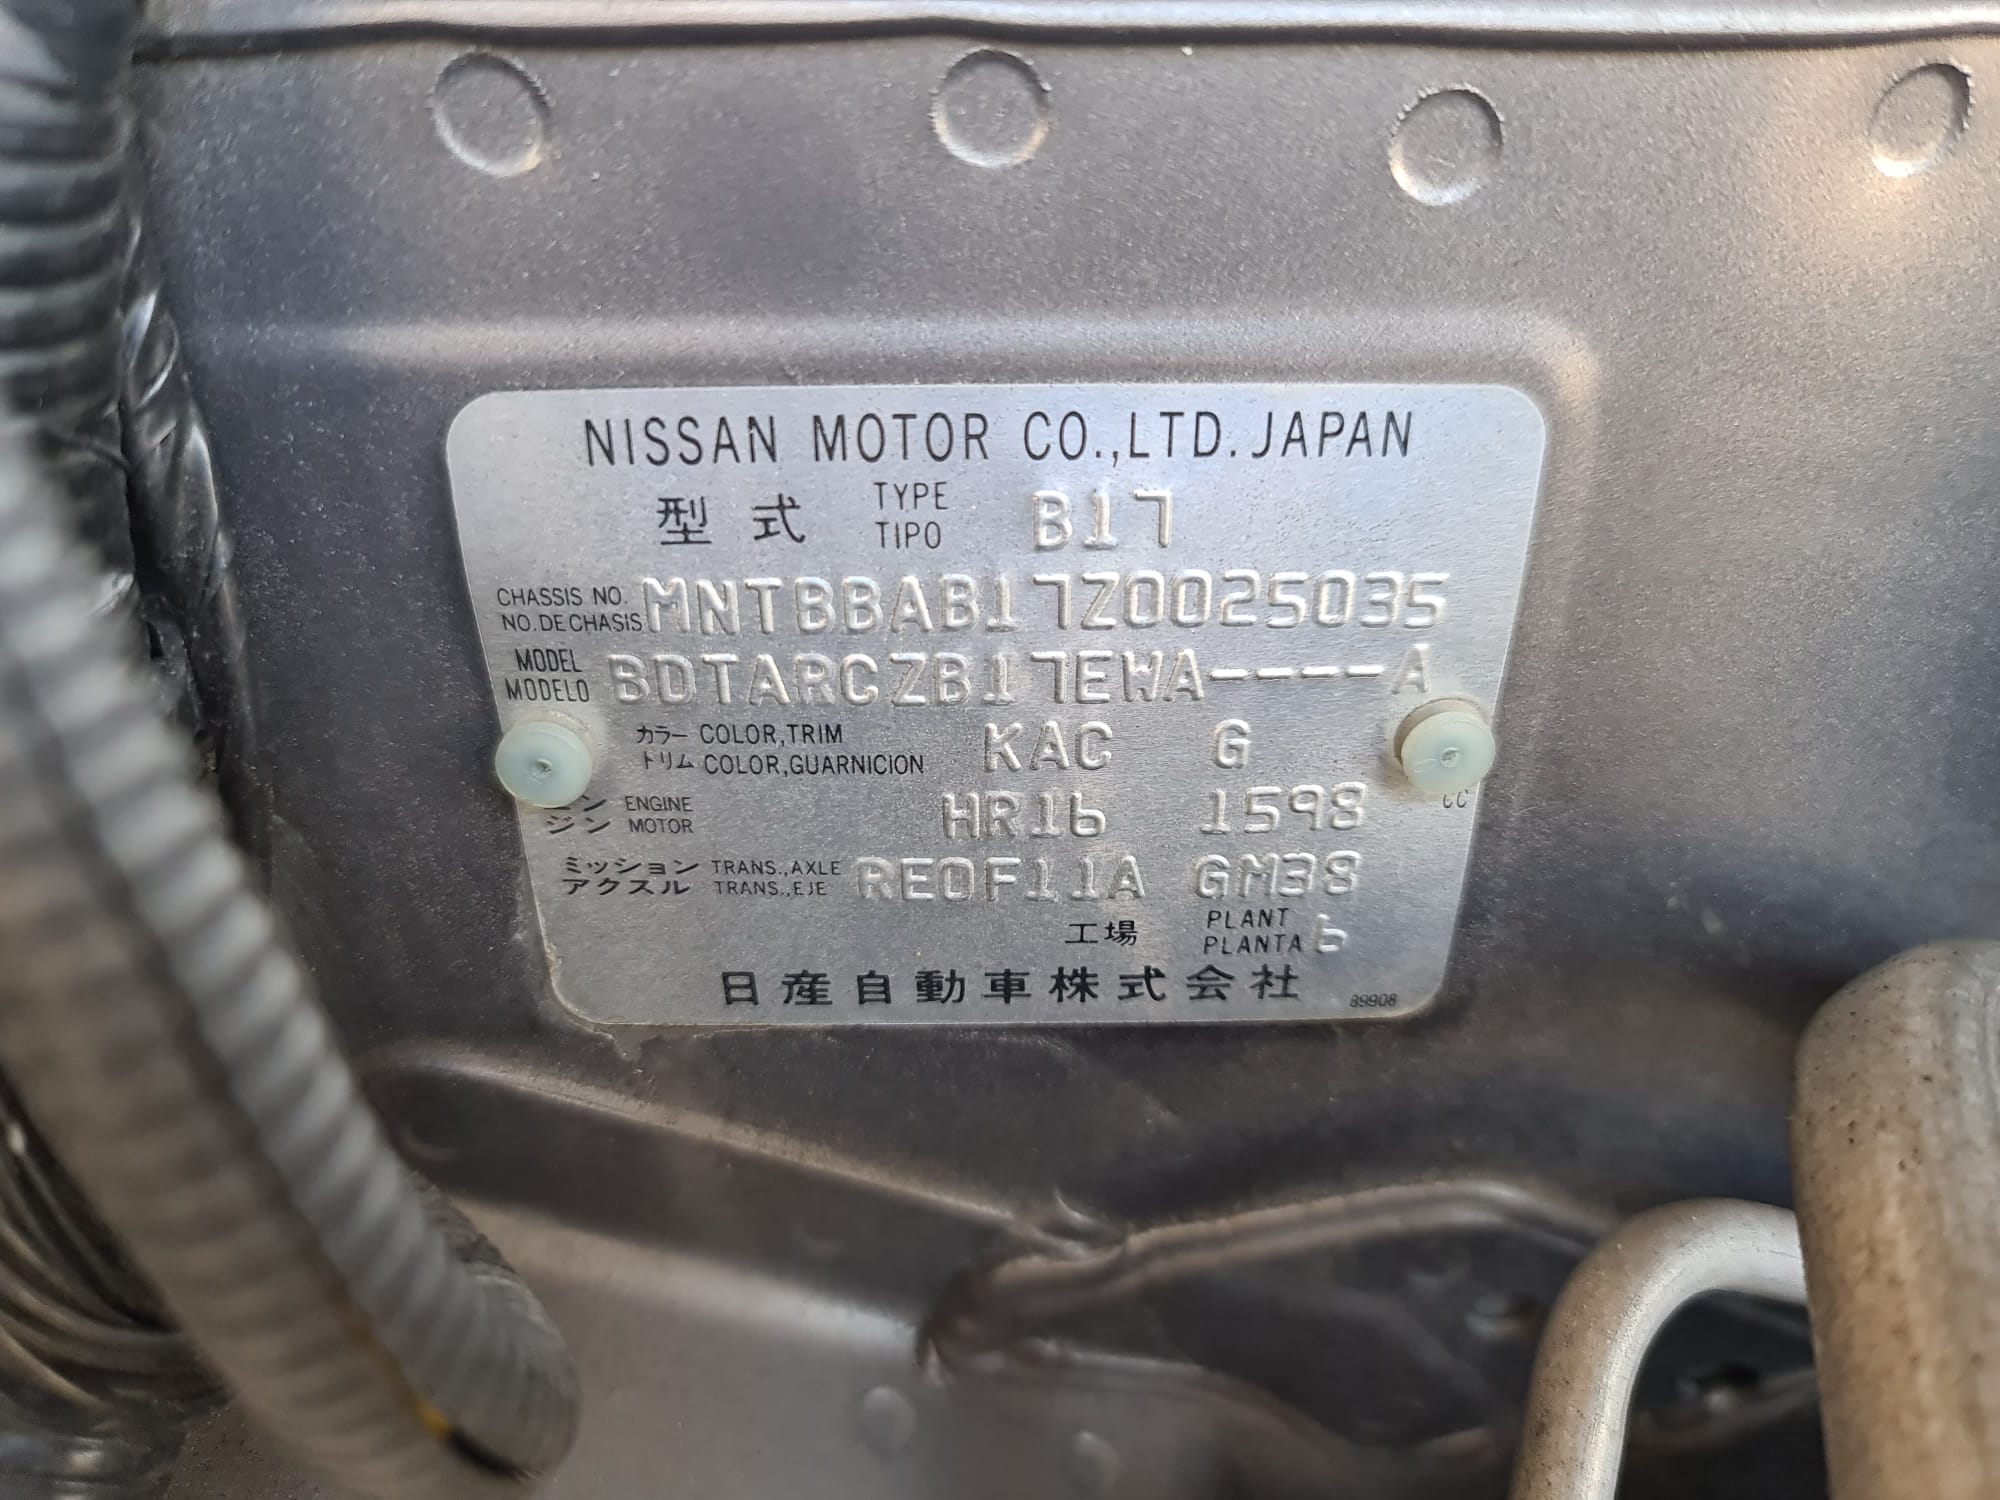 NISSAN MOTOR CO.,LTD. JAPAN
型 式 TYPE B17
TIPO
CHASSIS NO. MNTBBAB17Z0025035
NO. DE CHASIS
MODEL BDTARCZB17EWA----A
MODELO
カラー COLOR,TRIM KAC G
トリム COLOR,GUARNICION
ン ENGINE HR16 1598 CC
ジン MOTOR
ミッション TRANS.,AXLE RE0F11A GM38
アクスル TRANS.,EJE
工場 PLANT 6
PLANTA
日産自動車株式会社 89908